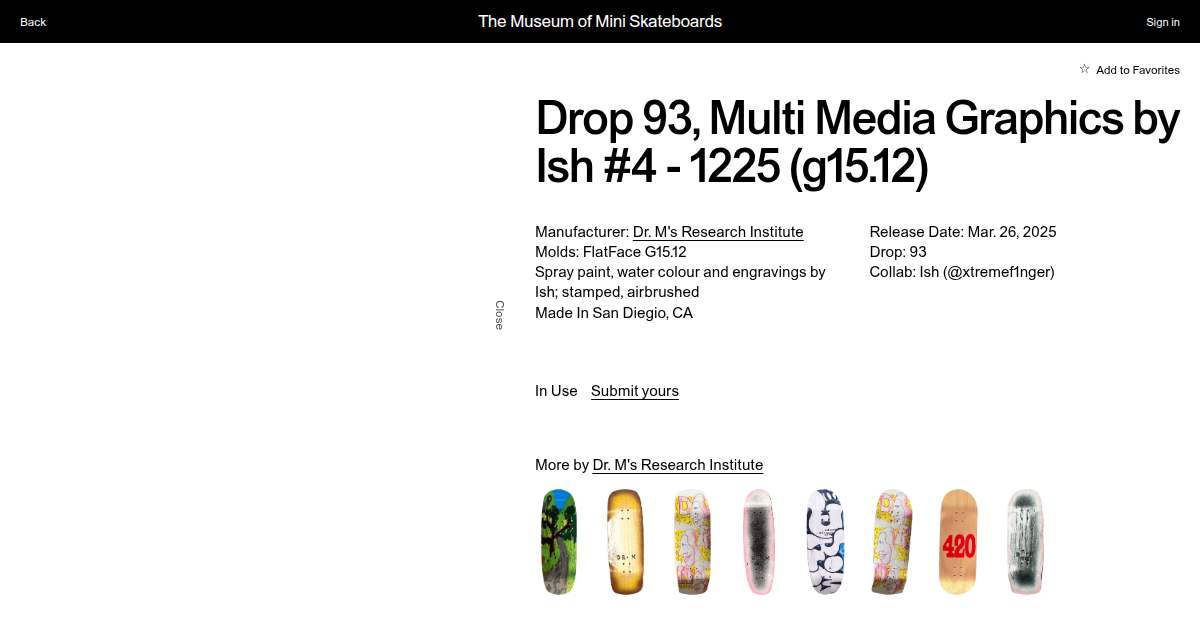 Back
The Museum of Mini Skateboards
Sign in
☆ Add to Favorites
Drop 93, Multi Media Graphics by
Ish #4 - 1225 (g15.12)
Manufacturer: Dr. M's Research Institute
Molds: FlatFace G15.12
Spray paint, water colour and engravings by
Ish; stamped, airbrushed
Made In San Diegio, CA
Release Date: Mar. 26, 2025
Drop: 93
Collab: Ish (@xtremef1nger)
Close
In Use Submit yours
More by Dr. M's Research Institute
420